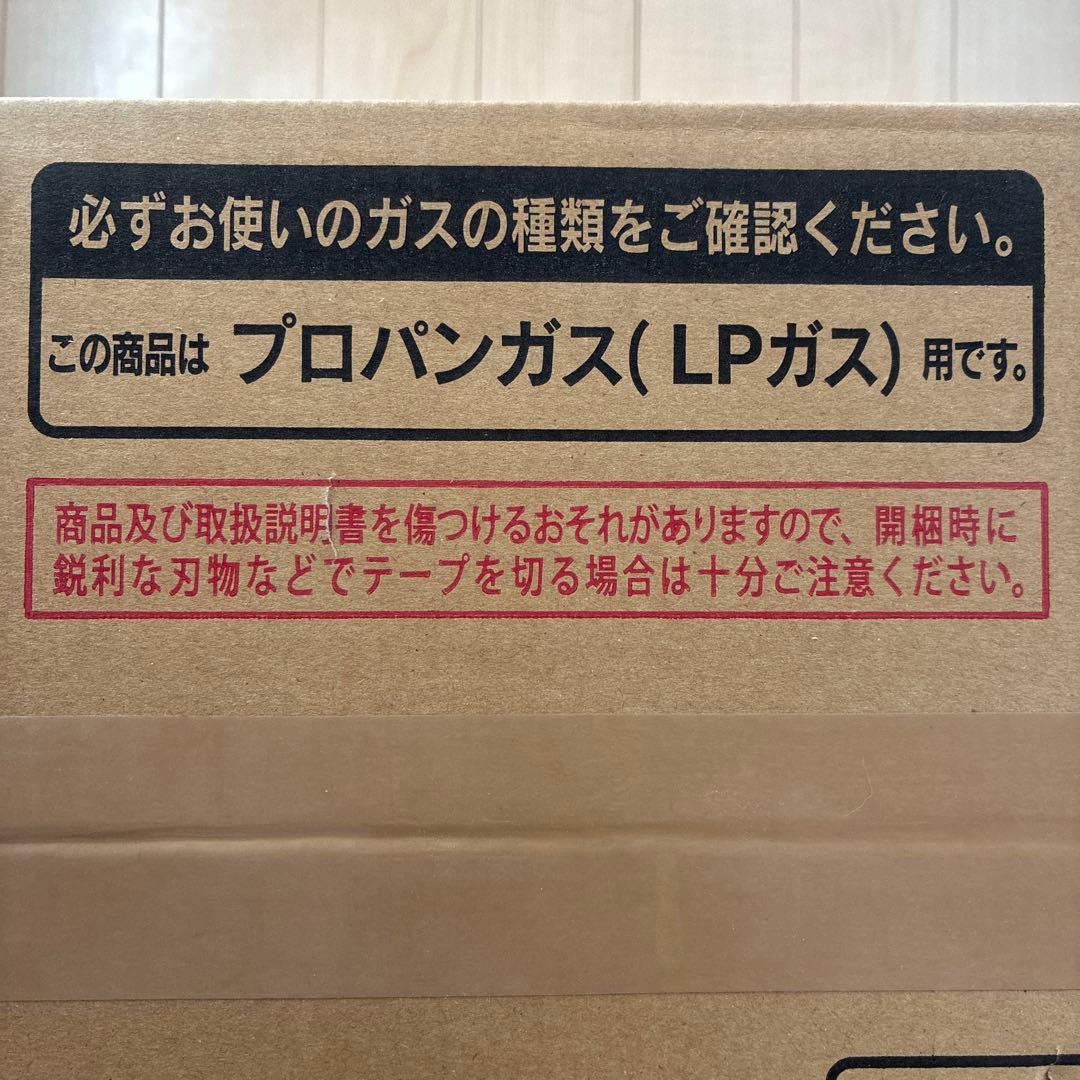 必ずお使いのガスの種類をご確認ください。
この商品は プロパンガス(LPガス) 用です。
商品及び取扱説明書を傷つけるおそれがありますので、開梱時に
鋭利な刃物などでテープを切る場合は十分ご注意ください。